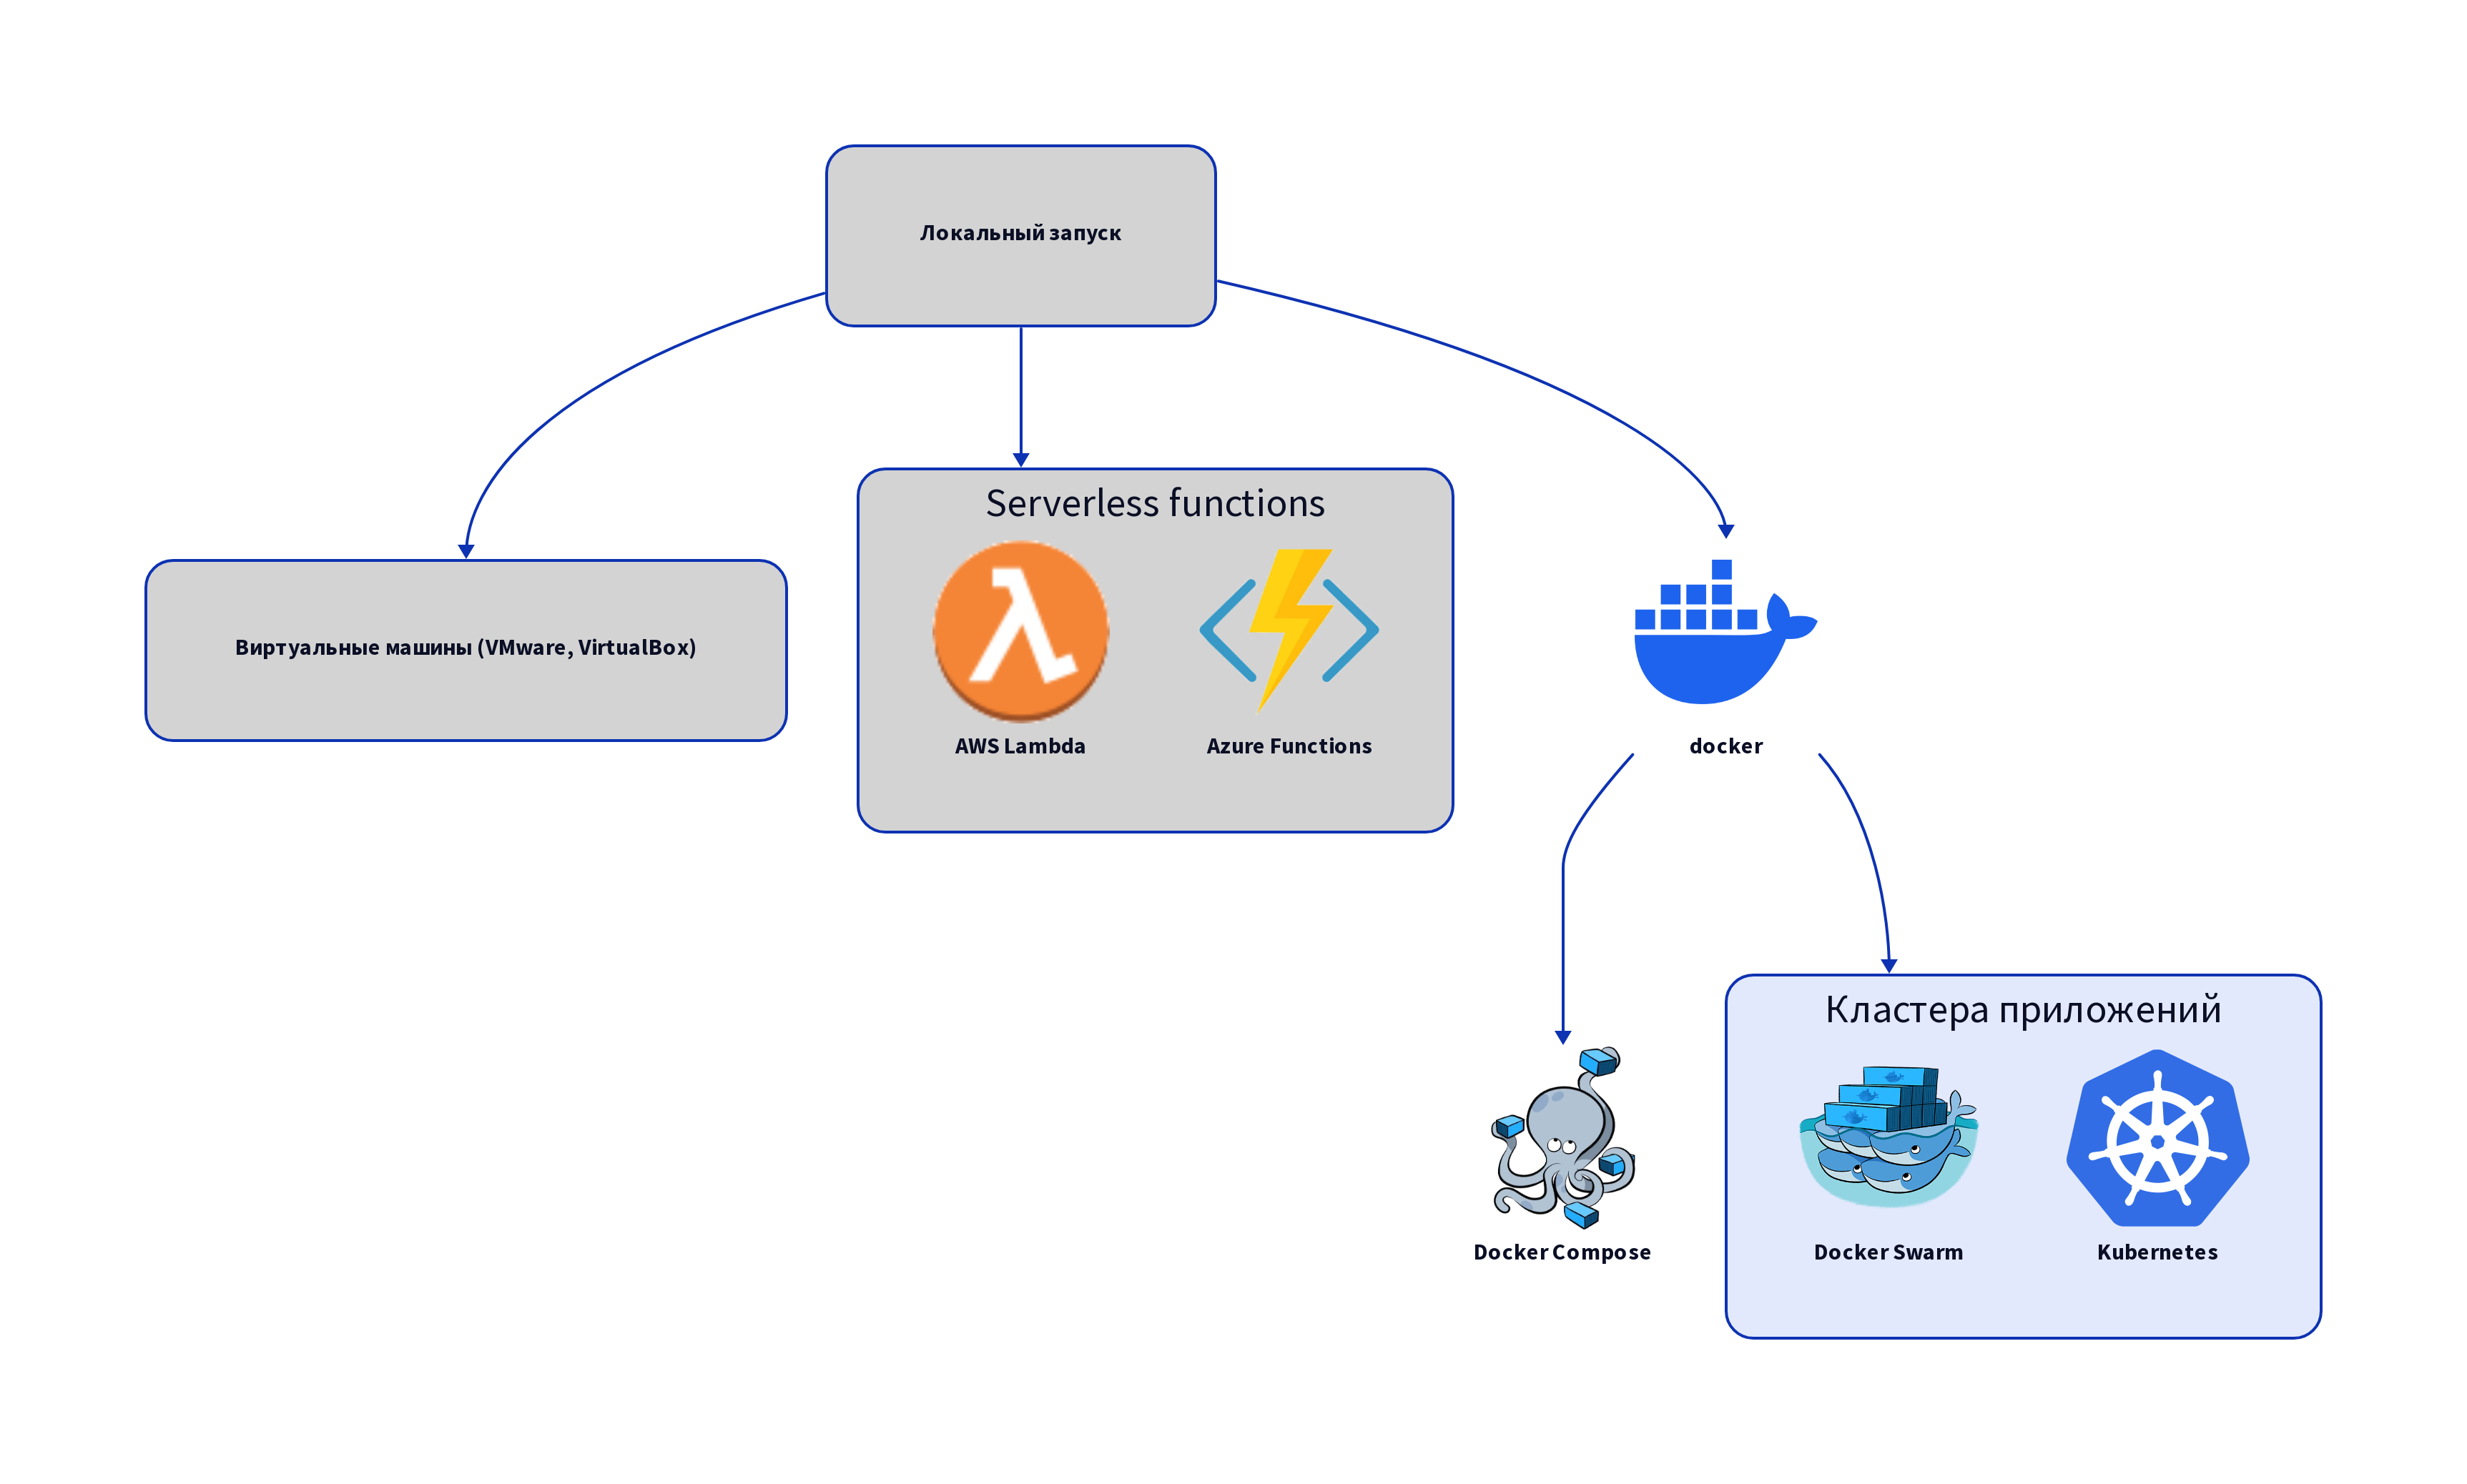 Локальный запуск
Serverless functions
Виртуальные машины (VMware, VirtualBox)
AWS Lambda
Azure Functions
docker
Кластера приложений
Docker Compose
Docker Swarm
Kubernetes